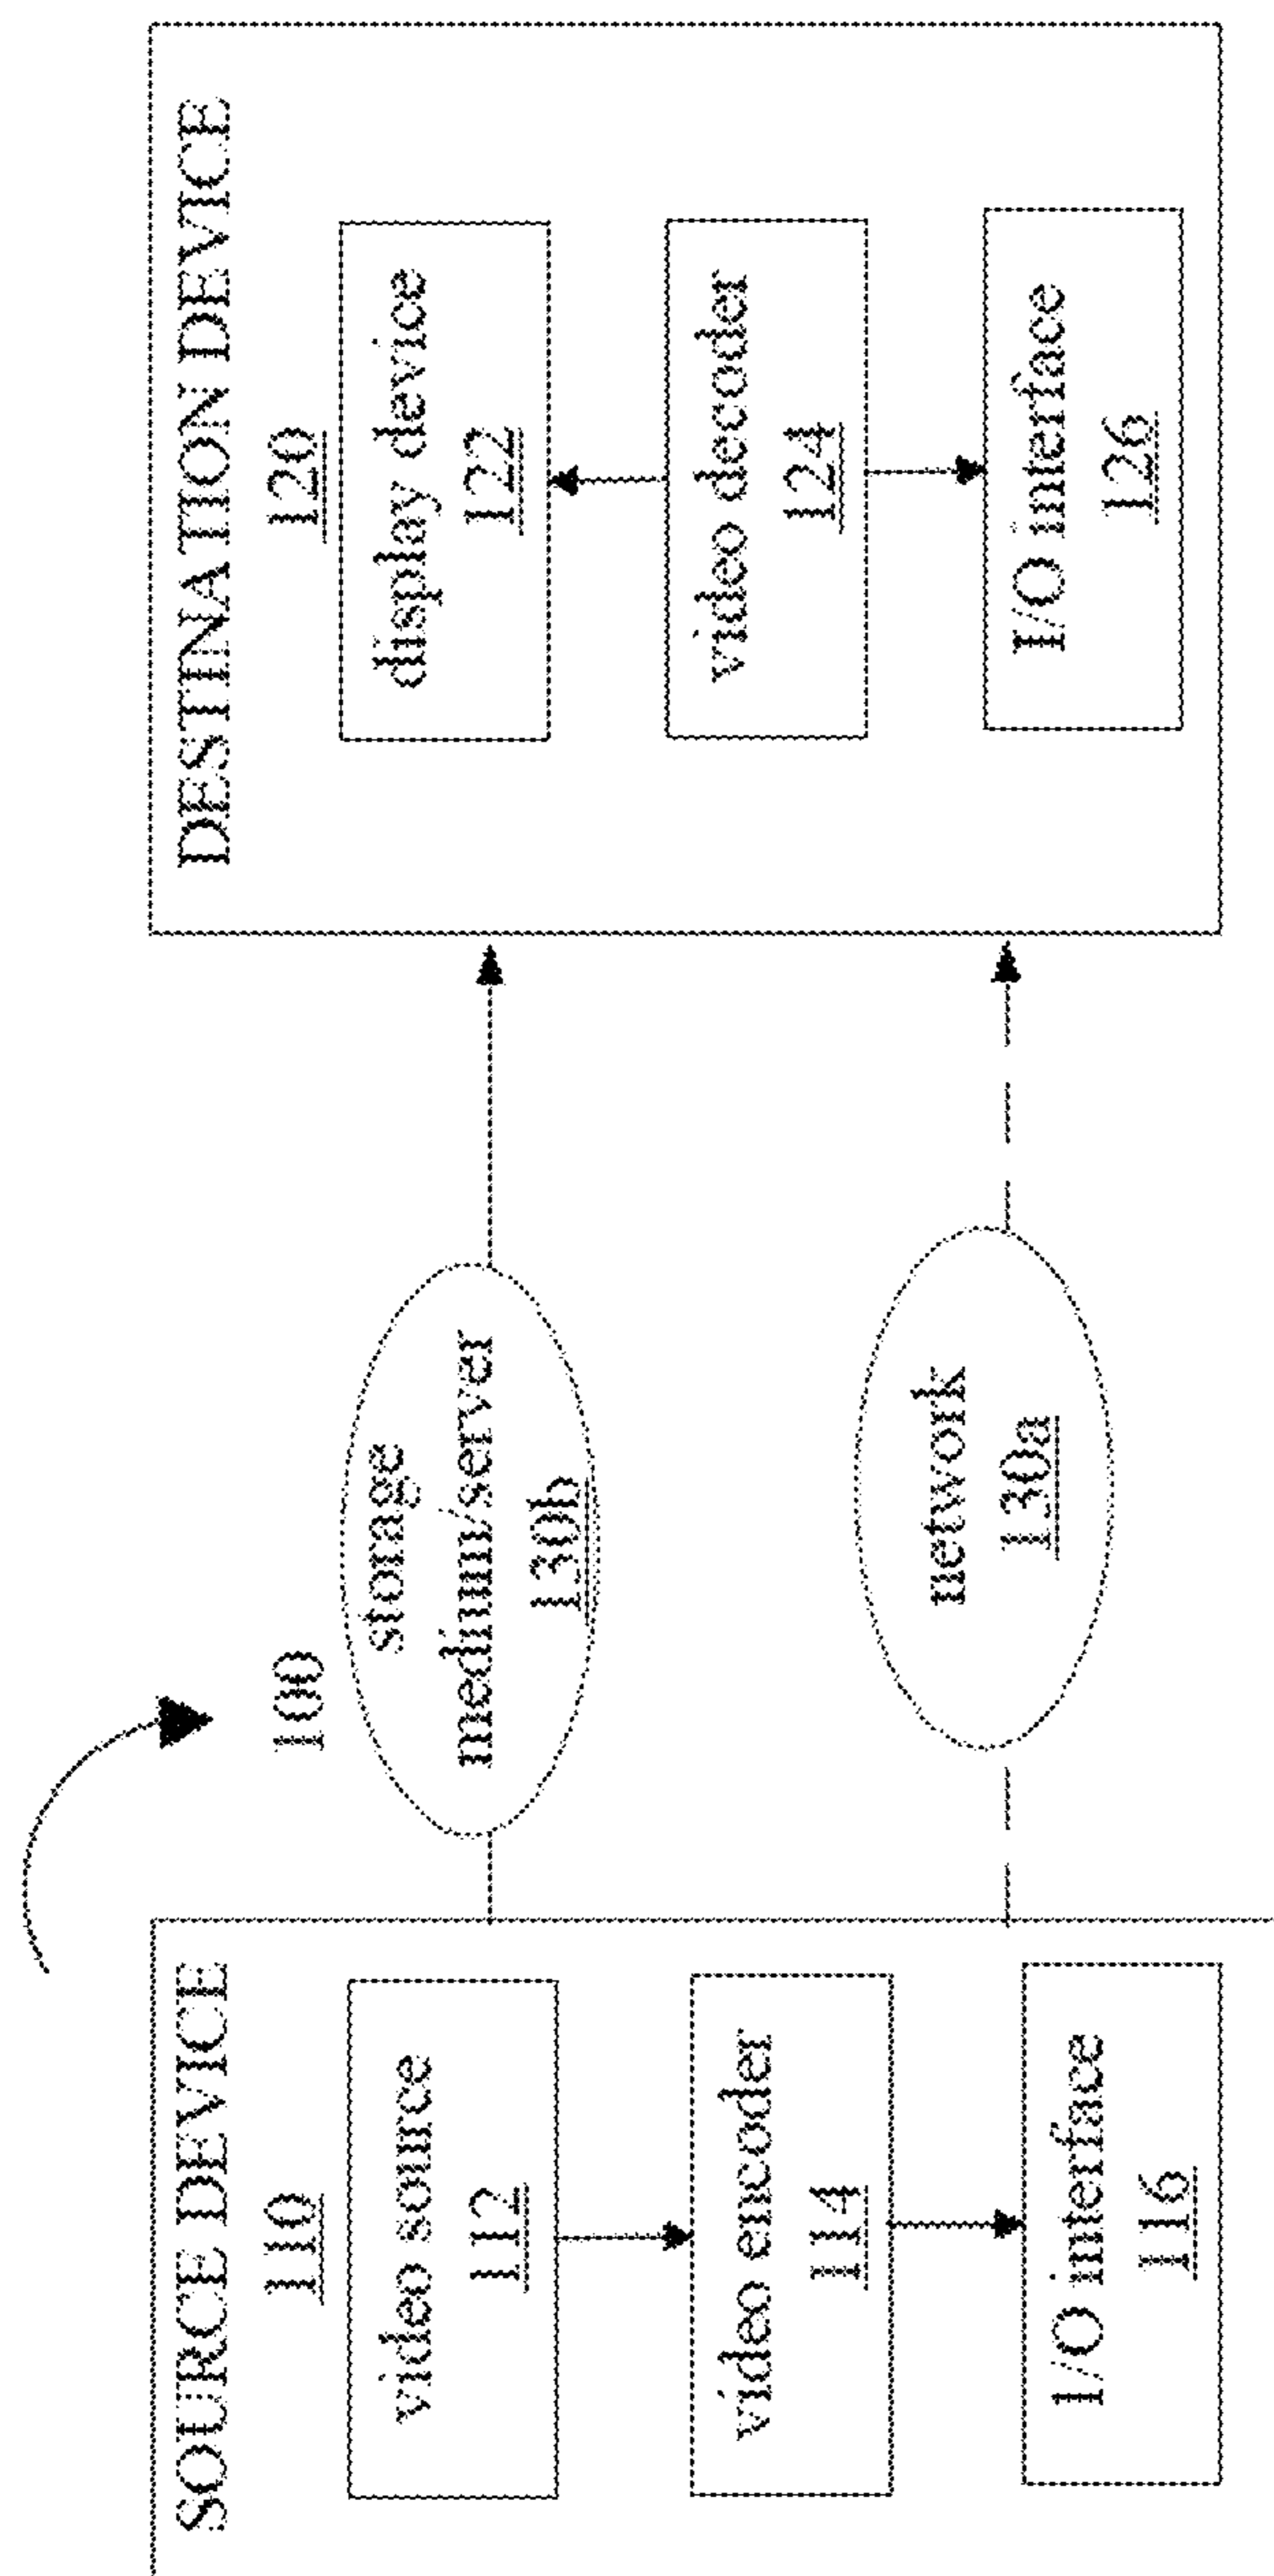 100
SOURCE DEVICE
110
video source
112
video encoder
114
I/O interface
116
storage
medium/server
130b
network
130a
DESTINATION DEVICE
120
display device
122
video decoder
124
I/O interface
126